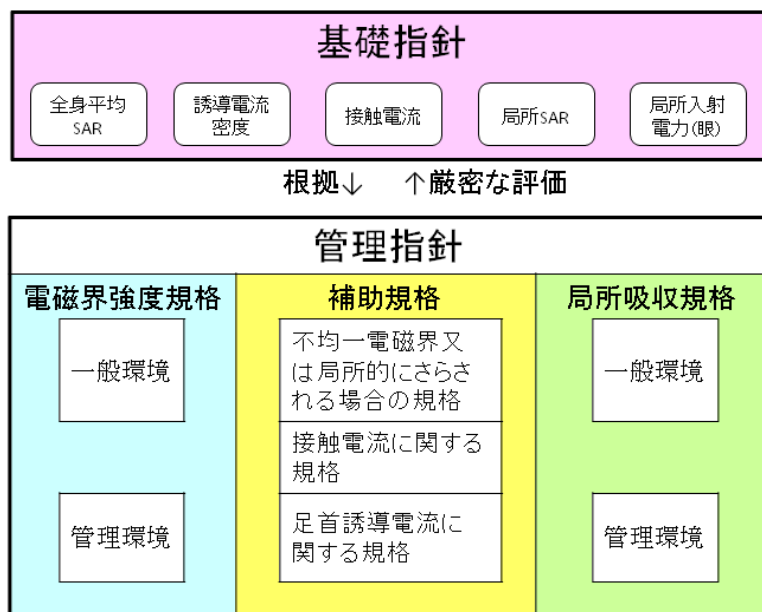 基礎指針
全身平均
SAR
誘導電流
密度
接触電流
局所SAR
局所入射
電力(眼)
根拠↓ ↑厳密な評価
管理指針
電磁界強度規格
一般環境
管理環境
補助規格
不均一電磁界又
は局所的にさらさ
れる場合の規格
接触電流に関する
規格
足首誘導電流に
関する規格
局所吸収規格
一般環境
管理環境